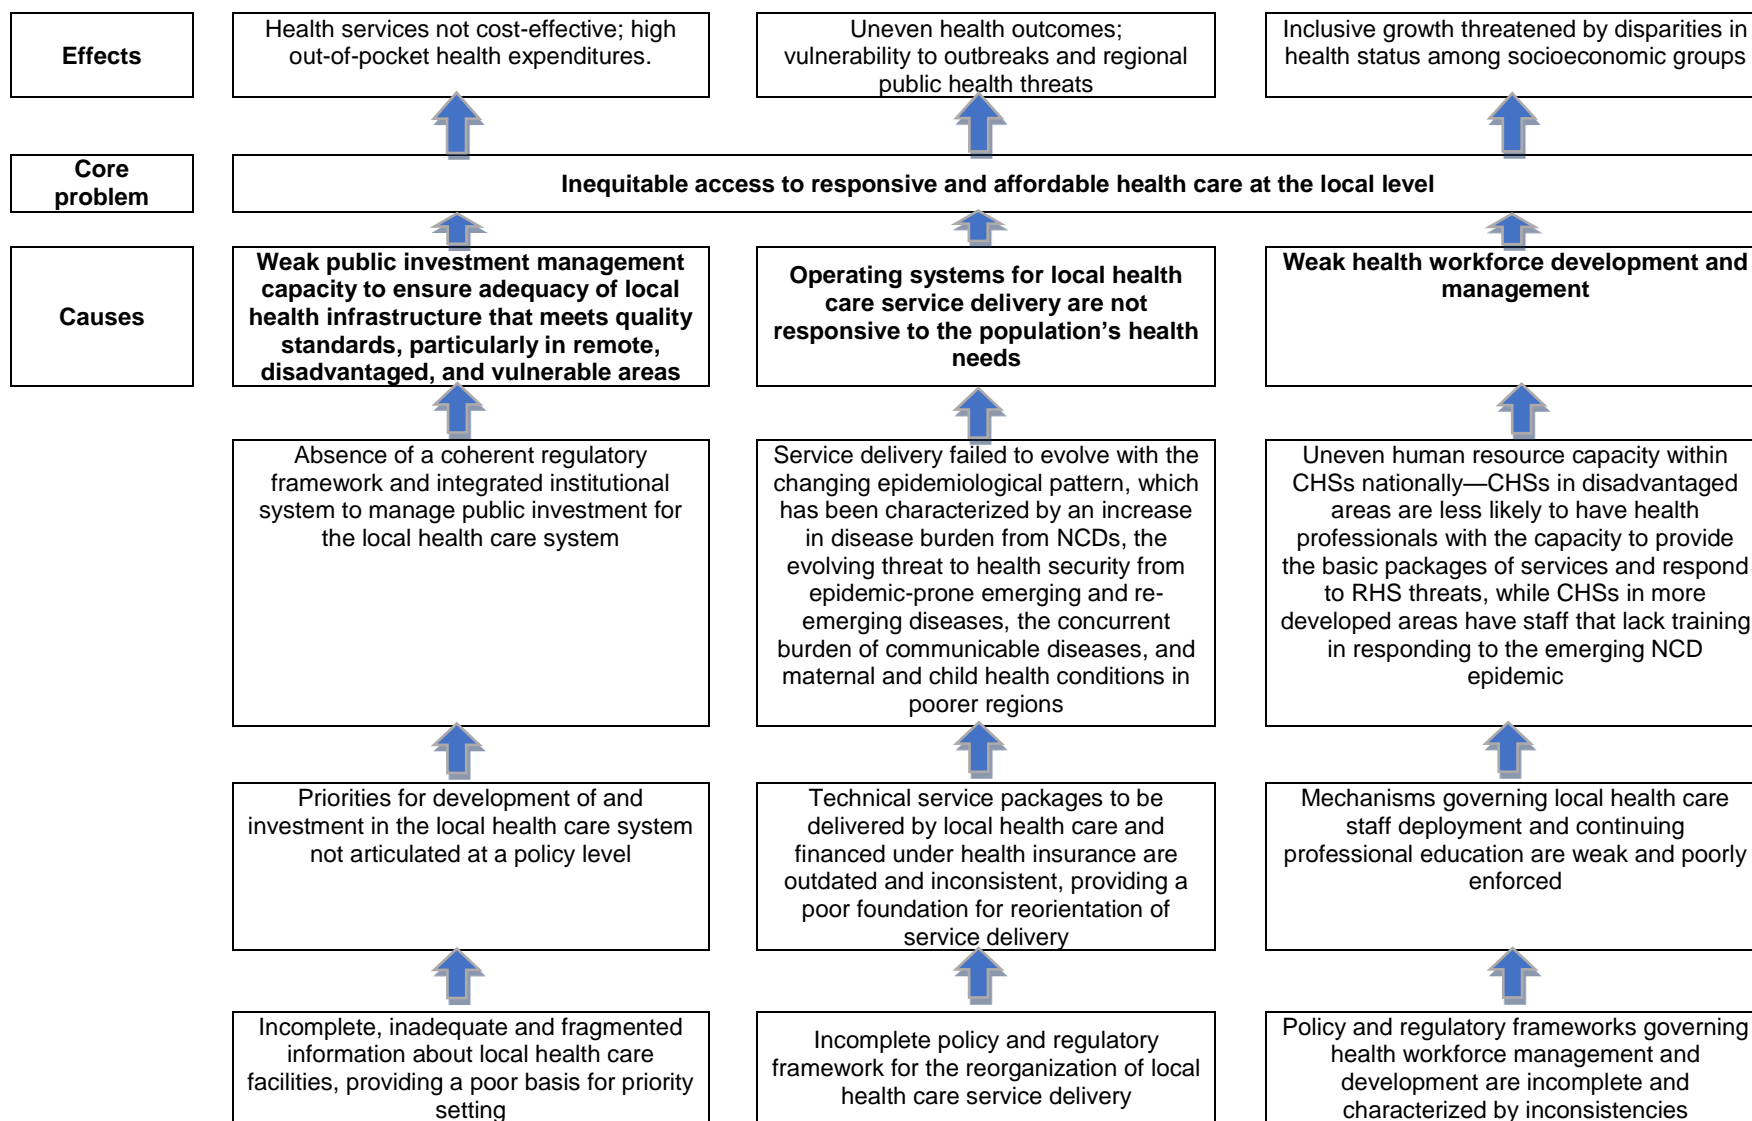 Effects
Health services not cost-effective; high
out-of-pocket health expenditures.
Uneven health outcomes;
vulnerability to outbreaks and regional
public health threats
Inclusive growth threatened by disparities in
health status among socioeconomic groups
Core
problem
Inequitable access to responsive and affordable health care at the local level
Causes
Weak public investment management
capacity to ensure adequacy of local
health infrastructure that meets quality
standards, particularly in remote,
disadvantaged, and vulnerable areas
Operating systems for local health
care service delivery are not
responsive to the population’s health
needs
Weak health workforce development and
management
Absence of a coherent regulatory
framework and integrated institutional
system to manage public investment for
the local health care system
Service delivery failed to evolve with the
changing epidemiological pattern, which
has been characterized by an increase
in disease burden from NCDs, the
evolving threat to health security from
epidemic-prone emerging and re-
emerging diseases, the concurrent
burden of communicable diseases, and
maternal and child health conditions in
poorer regions
Uneven human resource capacity within
CHSs nationally—CHSs in disadvantaged
areas are less likely to have health
professionals with the capacity to provide
the basic packages of services and respond
to RHS threats, while CHSs in more
developed areas have staff that lack training
in responding to the emerging NCD
epidemic
Priorities for development of and
investment in the local health care system
not articulated at a policy level
Technical service packages to be
delivered by local health care and
financed under health insurance are
outdated and inconsistent, providing a
poor foundation for reorientation of
service delivery
Mechanisms governing local health care
staff deployment and continuing
professional education are weak and poorly
enforced
Incomplete, inadequate and fragmented
information about local health care
facilities, providing a poor basis for priority
setting
Incomplete policy and regulatory
framework for the reorganization of local
health care service delivery
Policy and regulatory frameworks governing
health workforce management and
development are incomplete and
characterized by inconsistencies